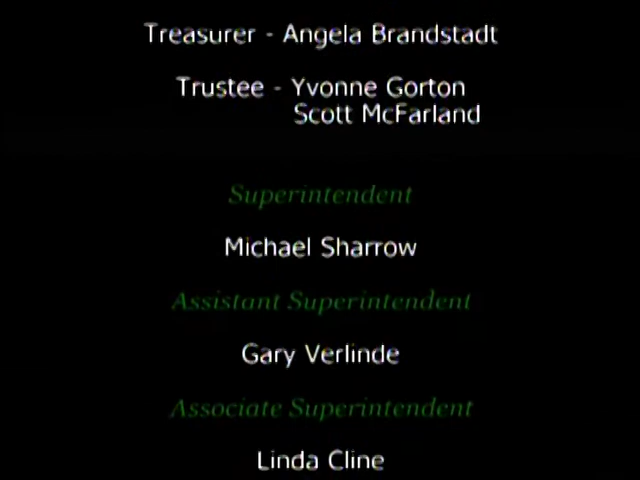 Treasurer - Angela Brandstadt
Trustee - Yvonne Gorton
Scott McFarland
Superintendent
Michael Sharrow
Assistant Superintendent
Gary Verlinde
Associate Superintendent
Linda Cline